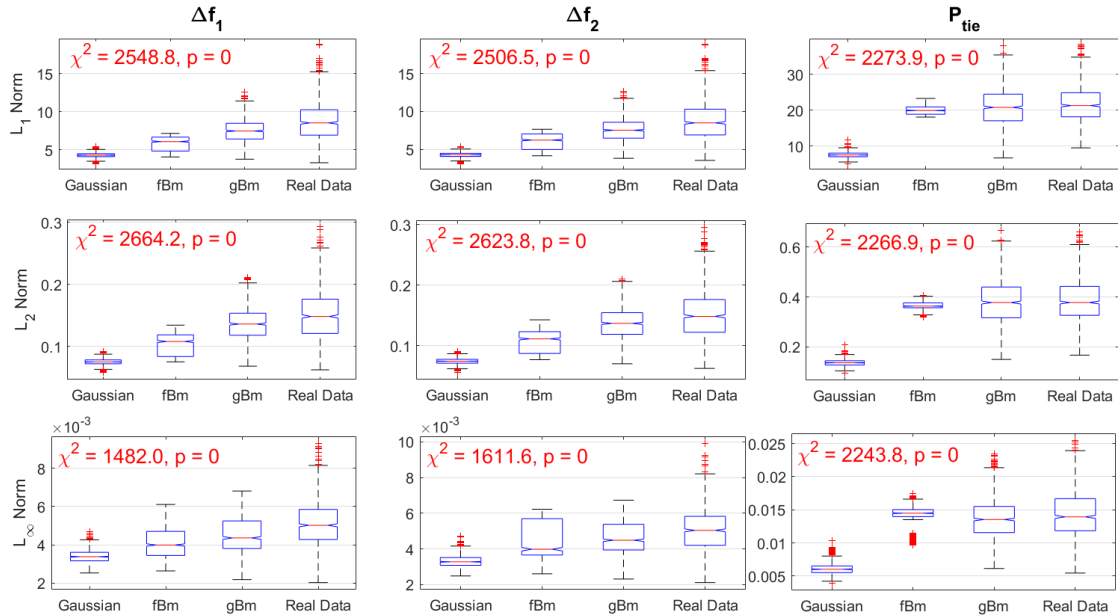 Δf1 Δf2 Ptie
χ2 = 2548.8, p = 0 χ2 = 2506.5, p = 0 χ2 = 2273.9, p = 0
L1 Norm
15 10 5
15 10 5
30 20 10
Gaussian fBm gBm Real Data Gaussian fBm gBm Real Data Gaussian fBm gBm Real Data
χ2 = 2664.2, p = 0 χ2 = 2623.8, p = 0 χ2 = 2266.9, p = 0
L2 Norm
0.3 0.2 0.1
0.3 0.2 0.1
0.6 0.4 0.2
Gaussian fBm gBm Real Data Gaussian fBm gBm Real Data Gaussian fBm gBm Real Data
×10-3 ×10-3
χ2 = 1482.0, p = 0 χ2 = 1611.6, p = 0 χ2 = 2243.8, p = 0
L∞ Norm
8 6 4 2
10 8 6 4 2
0.025 0.020 0.015 0.010 0.005
Gaussian fBm gBm Real Data Gaussian fBm gBm Real Data Gaussian fBm gBm Real Data